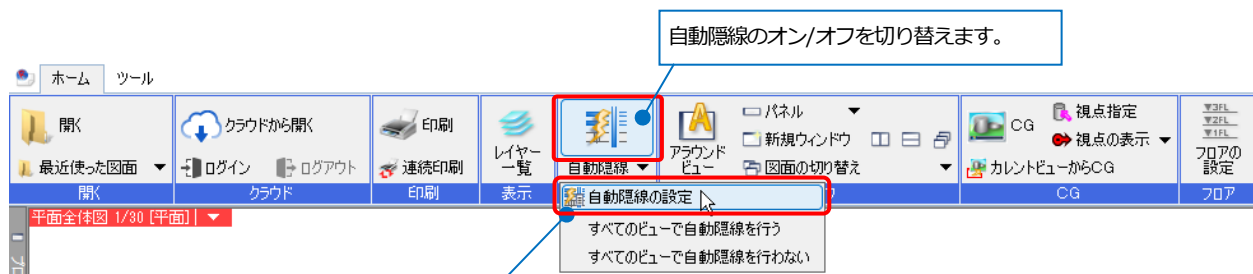 自動隠線のオン/オフを切り替えます。
ホーム ツール
開く
最近使った図面
開く
クラウドから開く
ログイン ログアウト
クラウド
印刷
連続印刷
印刷
レイヤー
一覧
表示
自動隠線
アラウンド
ビュー
パネル
新規ウィンドウ
図面の切り替え
CG
視点指定
視点の表示
カレントビューからCG
CG
▼3FL
▼2FL
▼1FL
フロアの
設定
フロア
自動隠線の設定
すべてのビューで自動隠線を行う
すべてのビューで自動隠線を行わない
平面全体図 1/30 [平面]